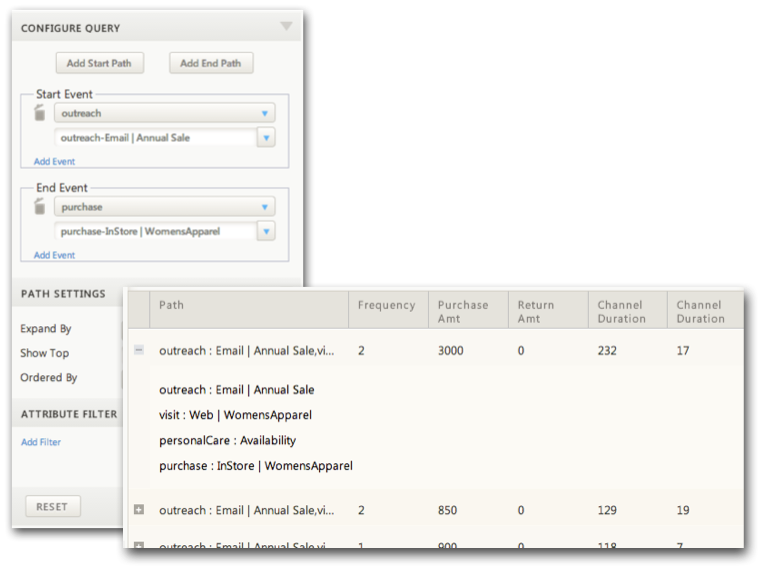 CONFIGURE QUERY
Add Start Path Add End Path
Start Event
outreach
outreach-Email | Annual Sale
Add Event
End Event
purchase
purchase-InStore | WomensApparel
Add Event
PATH SETTINGS
Expand By
Show Top
Ordered By
ATTRIBUTE FILTER
Add Filter
RESET
Path Frequency Purchase Amt Return Amt Channel Duration Channel Duration
outreach : Email | Annual Sale,vi... 2 3000 0 232 17
outreach : Email | Annual Sale
visit : Web | WomensApparel
personalCare : Availability
purchase : InStore | WomensApparel
outreach : Email | Annual Sale,vi... 2 850 0 129 19
outreach : Email | Annual Sale,vi... 1 900 0 118 7